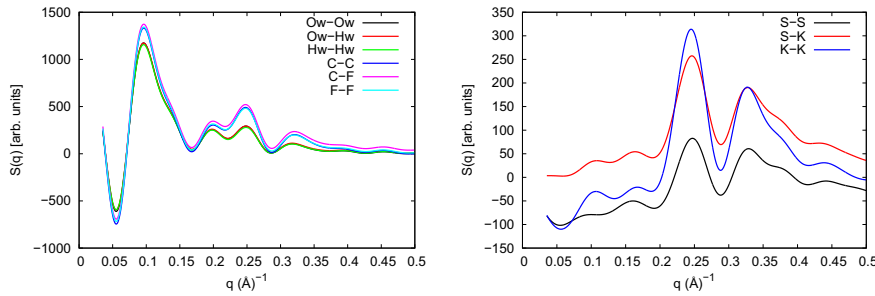 Ow−Ow
Ow−Hw
Hw−Hw
C−C
C−F
F−F
S(q) [arb. units]
1500
1000
500
0
−500
−1000
0 0.05 0.1 0.15 0.2 0.25 0.3 0.35 0.4 0.45 0.5
q (Å)−1
S−S
S−K
K−K
S(q) [arb. units]
350
300
250
200
150
100
50
0
−50
−100
−150
0 0.05 0.1 0.15 0.2 0.25 0.3 0.35 0.4 0.45 0.5
q (Å)−1